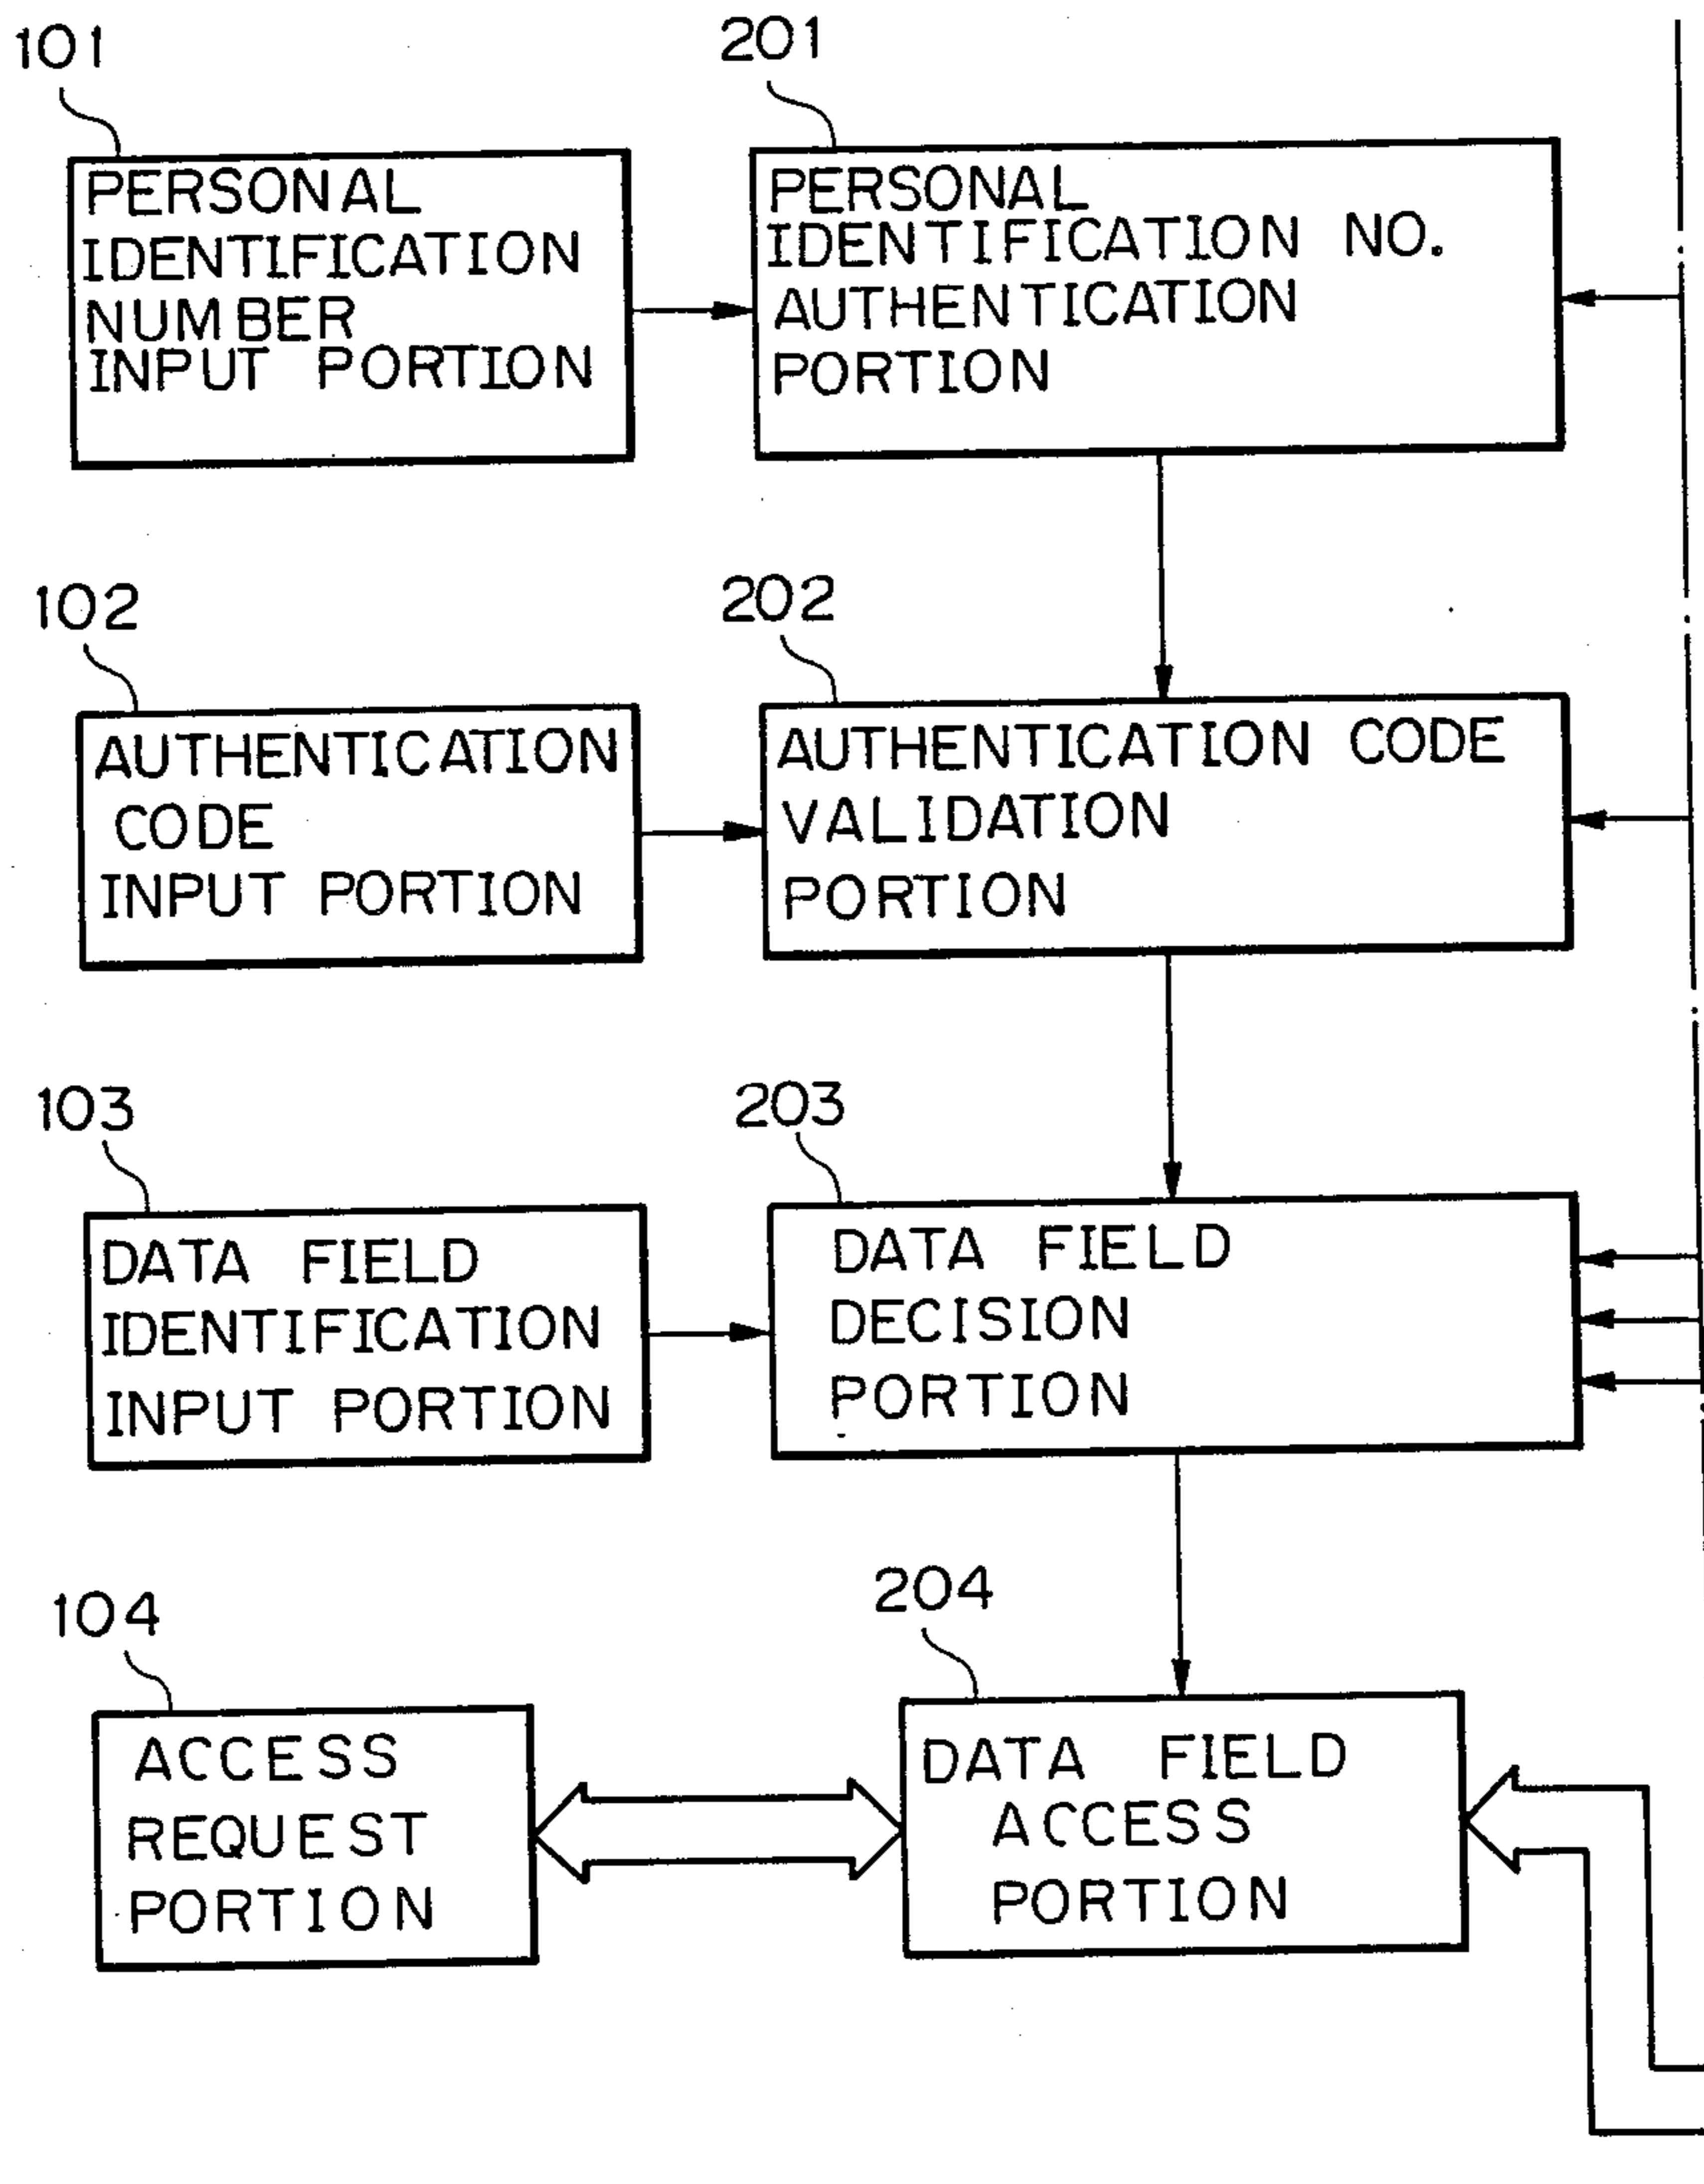 101
201
PERSONAL
IDENTIFICATION
NUMBER
INPUT PORTION
PERSONAL
IDENTIFICATION NO.
AUTHENTICATION
PORTION
102
202
AUTHENTICATION
CODE
INPUT PORTION
AUTHENTICATION CODE
VALIDATION
PORTION
103
203
DATA FIELD
IDENTIFICATION
INPUT PORTION
DATA FIELD
DECISION
PORTION
104
204
ACCESS
REQUEST
PORTION
DATA FIELD
ACCESS
PORTION